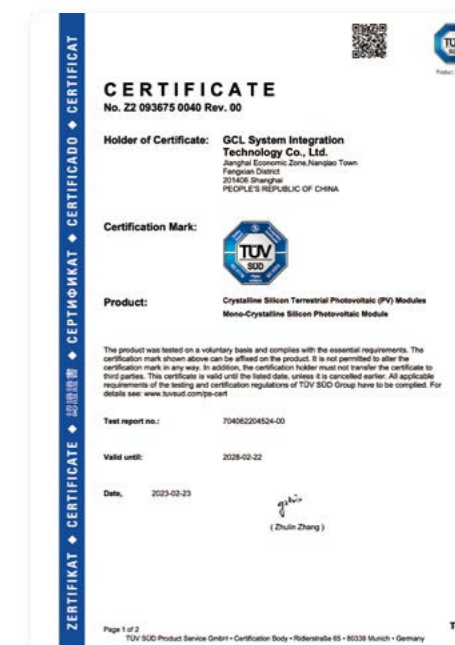 CERTIFICATE
No. Z2 093675 0040 Rev. 00
Holder of Certificate: GCL System Integration
Technology Co., Ltd.
Jianghai Economic Zone, Nanqiao Town
Fengxian District
201406 Shanghai
PEOPLE'S REPUBLIC OF CHINA
Certification Mark:
TÜV
SÜD
Product: Crystalline Silicon Terrestrial Photovoltaic (PV) Modules
Mono-Crystalline Silicon Photovoltaic Module
The product was tested on a voluntary basis and complies with the essential requirements. The
certification mark shown above can be affixed on the product. It is not permitted to alter the
certification mark in any way. In addition, the certification holder must not transfer the certificate to
third parties. This certificate is valid until the listed date, unless it is cancelled earlier. All applicable
requirements of the testing and certification regulations of TÜV SÜD Group have to be complied. For
details see: www.tuvsud.com/ps-cert
Test report no.: 704062204524-00
Valid until: 2028-02-22
Date, 2023-02-23
( Zhulin Zhang )
Page 1 of 2
TÜV SÜD Product Service GmbH • Certification Body • Ridlerstraße 65 • 80339 Munich • Germany
ZERTIFIKAT ◆ CERTIFICATE ◆ 認證證書 ◆ СЕРТИФИКАТ ◆ CERTIFICADO ◆ CERTIFICAT